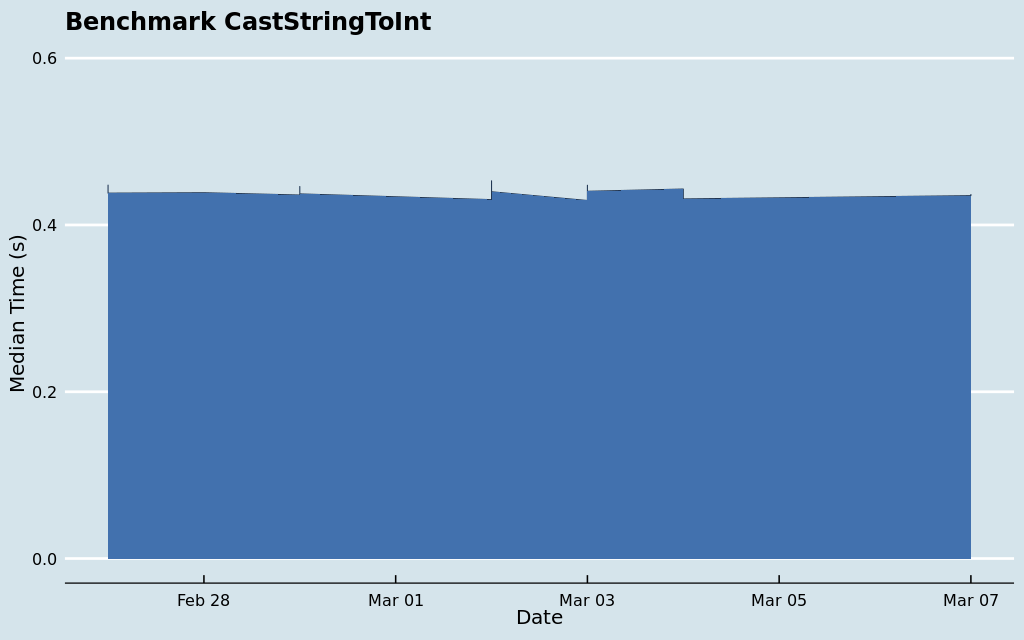 Benchmark CastStringToInt
0.6
0.4
0.2
0.0
Median Time (s)
Feb 28
Mar 01
Mar 03
Mar 05
Mar 07
Date